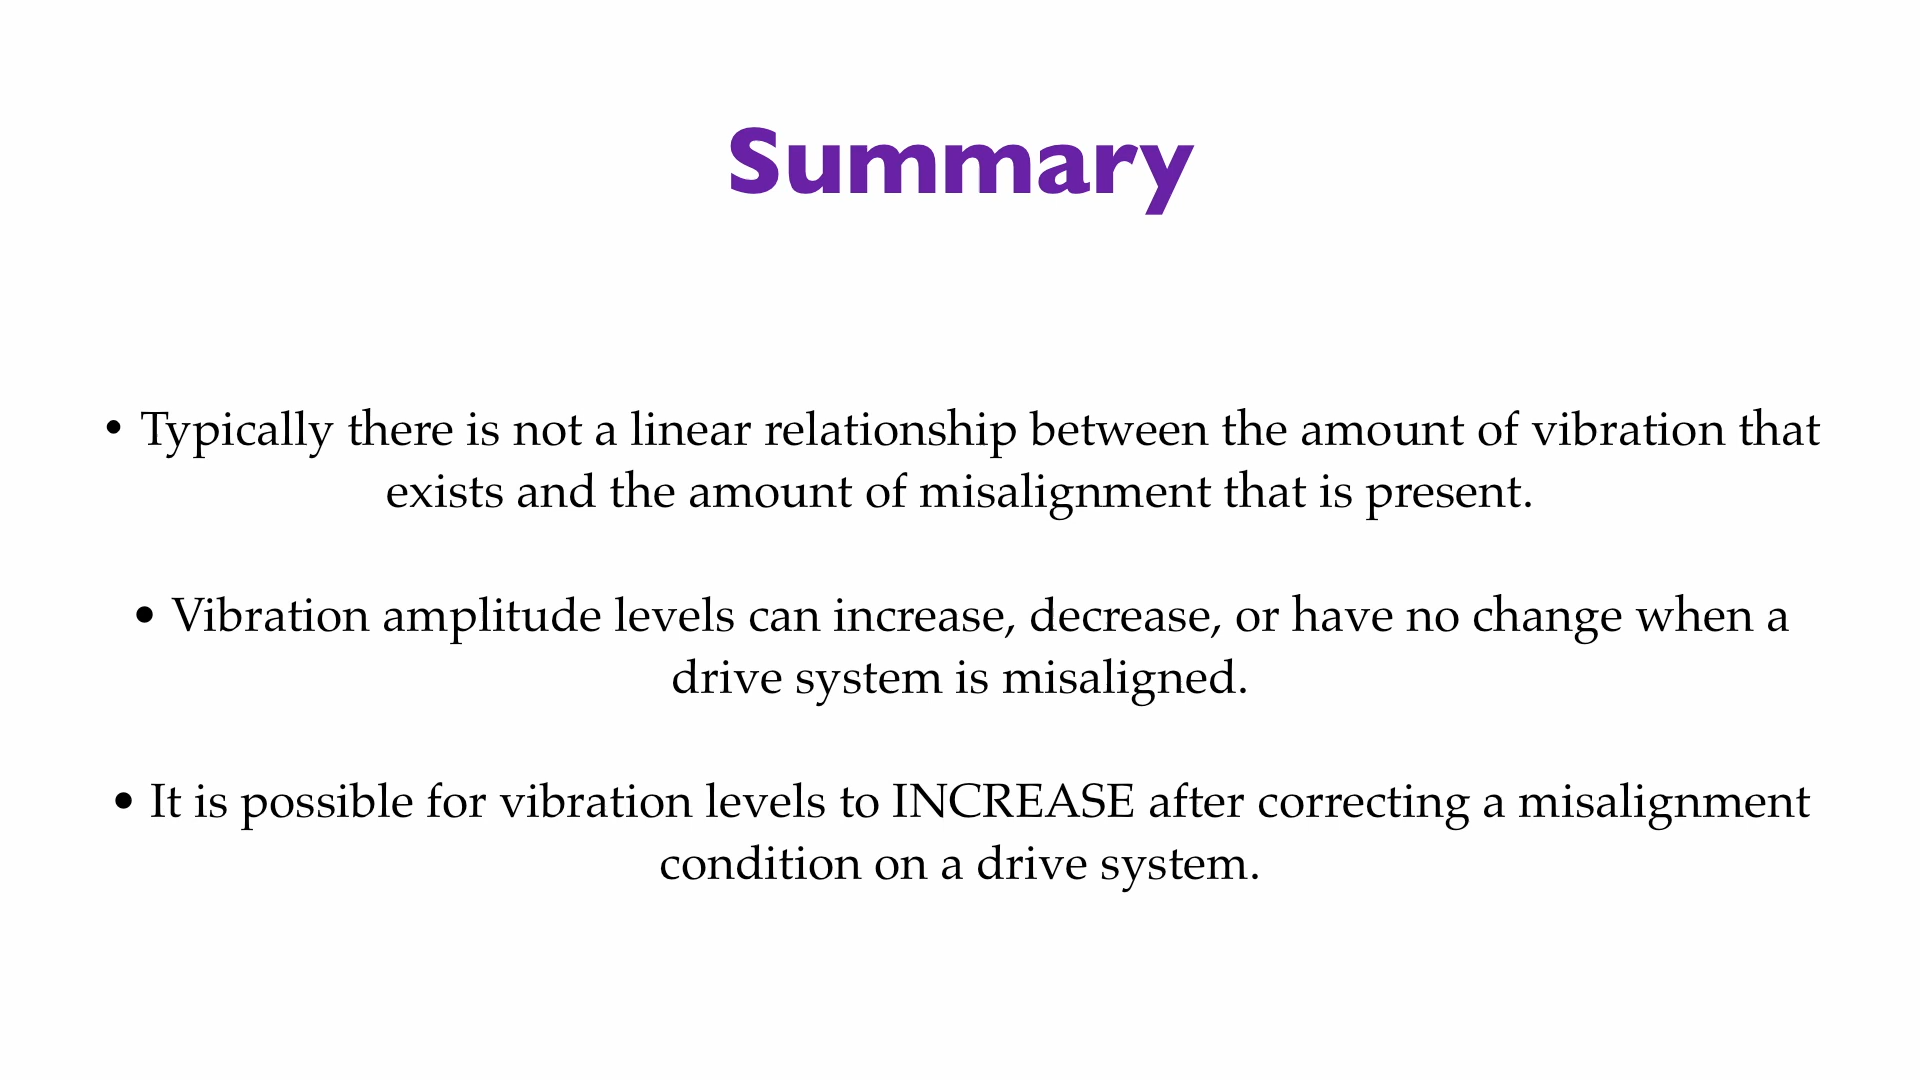 Summary
• Typically there is not a linear relationship between the amount of vibration that
exists and the amount of misalignment that is present.
• Vibration amplitude levels can increase, decrease, or have no change when a
drive system is misaligned.
• It is possible for vibration levels to INCREASE after correcting a misalignment
condition on a drive system.